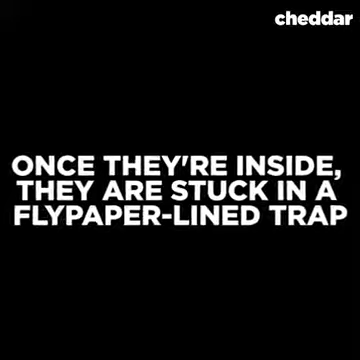 cheddar
ONCE THEY'RE INSIDE,
THEY ARE STUCK IN A
FLYPAPER-LINED TRAP